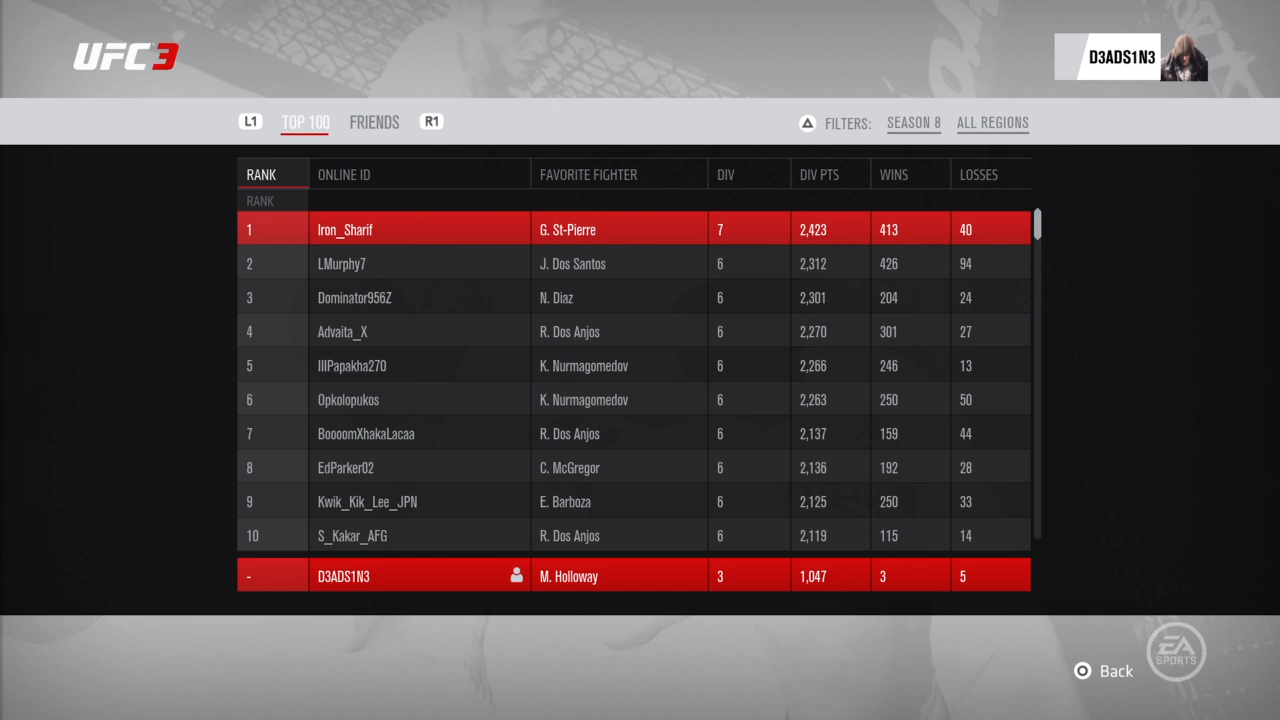 UFC 3
D3ADS1N3
L1 TOP 100 FRIENDS R1 FILTERS: SEASON 8 ALL REGIONS
RANK ONLINE ID FAVORITE FIGHTER DIV DIV PTS WINS LOSSES
RANK
1 Iron_Sharif G. St-Pierre 7 2,423 413 40
2 LMurphy7 J. Dos Santos 6 2,312 426 94
3 Dominator956Z N. Diaz 6 2,301 204 24
4 Advaita_X R. Dos Anjos 6 2,270 301 27
5 IIIPapakha270 K. Nurmagomedov 6 2,266 246 13
6 Opkolopukos K. Nurmagomedov 6 2,263 250 50
7 BoooomXhakaLacaa R. Dos Anjos 6 2,137 159 44
8 EdParker02 C. McGregor 6 2,136 192 28
9 Kwik_Kik_Lee_JPN E. Barboza 6 2,125 250 33
10 S_Kakar_AFG R. Dos Anjos 6 2,119 115 14
- D3ADS1N3 M. Holloway 3 1,047 3 5
EA
SPORTS
Back